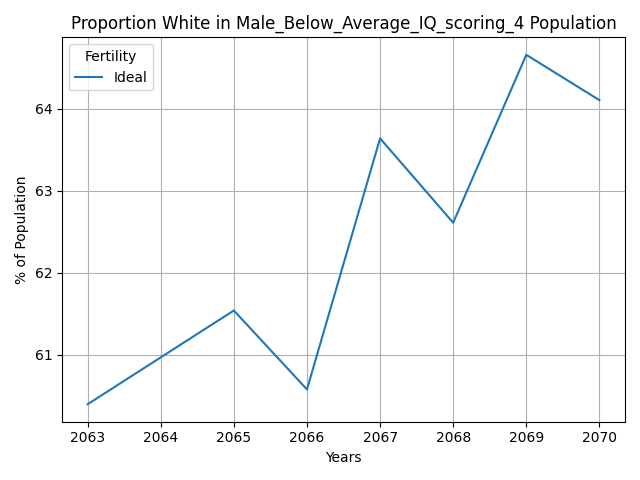 Proportion White in Male_Below_Average_IQ_scoring_4 Population
Fertility
Ideal
% of Population
64
63
62
61
2063 2064 2065 2066 2067 2068 2069 2070
Years